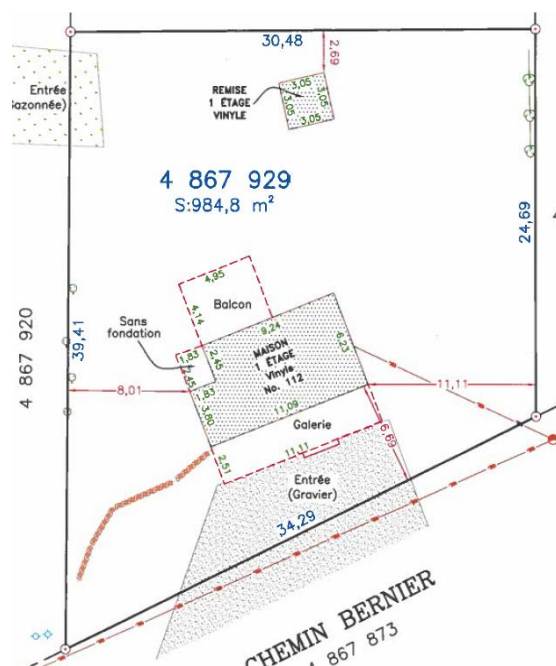 30,48
2,69
Entrée
Gazonnée)
REMISE
1 ÉTAGE
VINYLE
3,05
3,05
3,05
3,05
4 867 929
S:984,8 m²
24,69
4,95
4,14
Balcon
Sans
fondation
9,24
1,83
2,45
MAISON
1 ÉTAGE
Vinyle
No. 112
6,23
39,41
4 867 920
8,01
11,11
1,83
3,80
11,09
Galerie
6,69
2,51
11,11
Entrée
(Gravier)
34,29
CHEMIN BERNIER
4 867 873